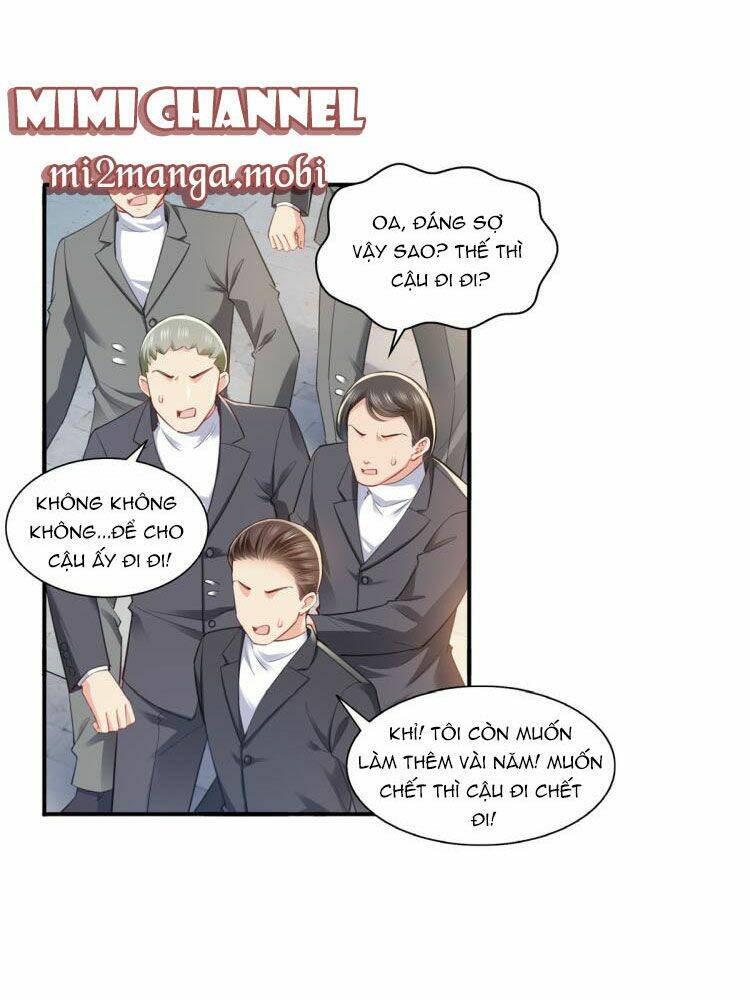 MIMI CHANNEL
mi2manga.mobi
OA, ĐÁNG SỢ
VẬY SAO? THẾ THÌ
CẬU ĐI ĐI?
KHÔNG KHÔNG
KHÔNG...ĐỂ CHO
CẬU ẤY ĐI ĐI!
KHỈ! TÔI CÒN MUỐN
LÀM THÊM VÀI NĂM! MUỐN
CHẾT THÌ CẬU ĐI CHẾT
ĐI!